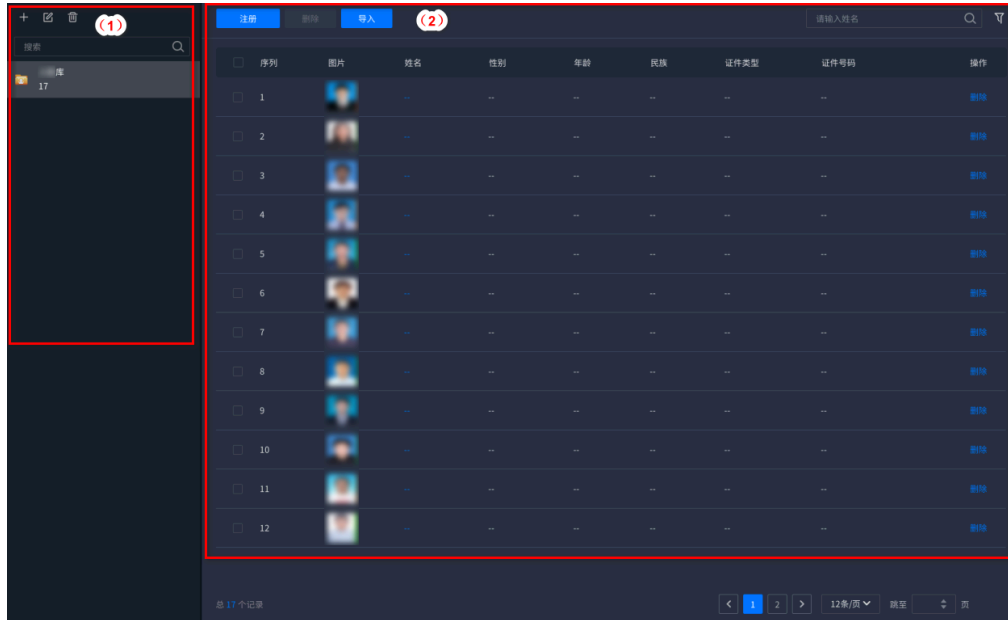 (1)
搜索
库
17
注册 删除 导入 (2) 请输入姓名
序列 图片 姓名 性别 年龄 民族 证件类型 证件号码 操作
1 -- -- -- -- -- -- 删除
2 -- -- -- -- -- -- 删除
3 -- -- -- -- -- -- 删除
4 -- -- -- -- -- -- 删除
5 -- -- -- -- -- -- 删除
6 -- -- -- -- -- -- 删除
7 -- -- -- -- -- -- 删除
8 -- -- -- -- -- -- 删除
9 -- -- -- -- -- -- 删除
10 -- -- -- -- -- -- 删除
11 -- -- -- -- -- -- 删除
12 -- -- -- -- -- -- 删除
总 17 个记录 1 2 12条/页 跳至 页